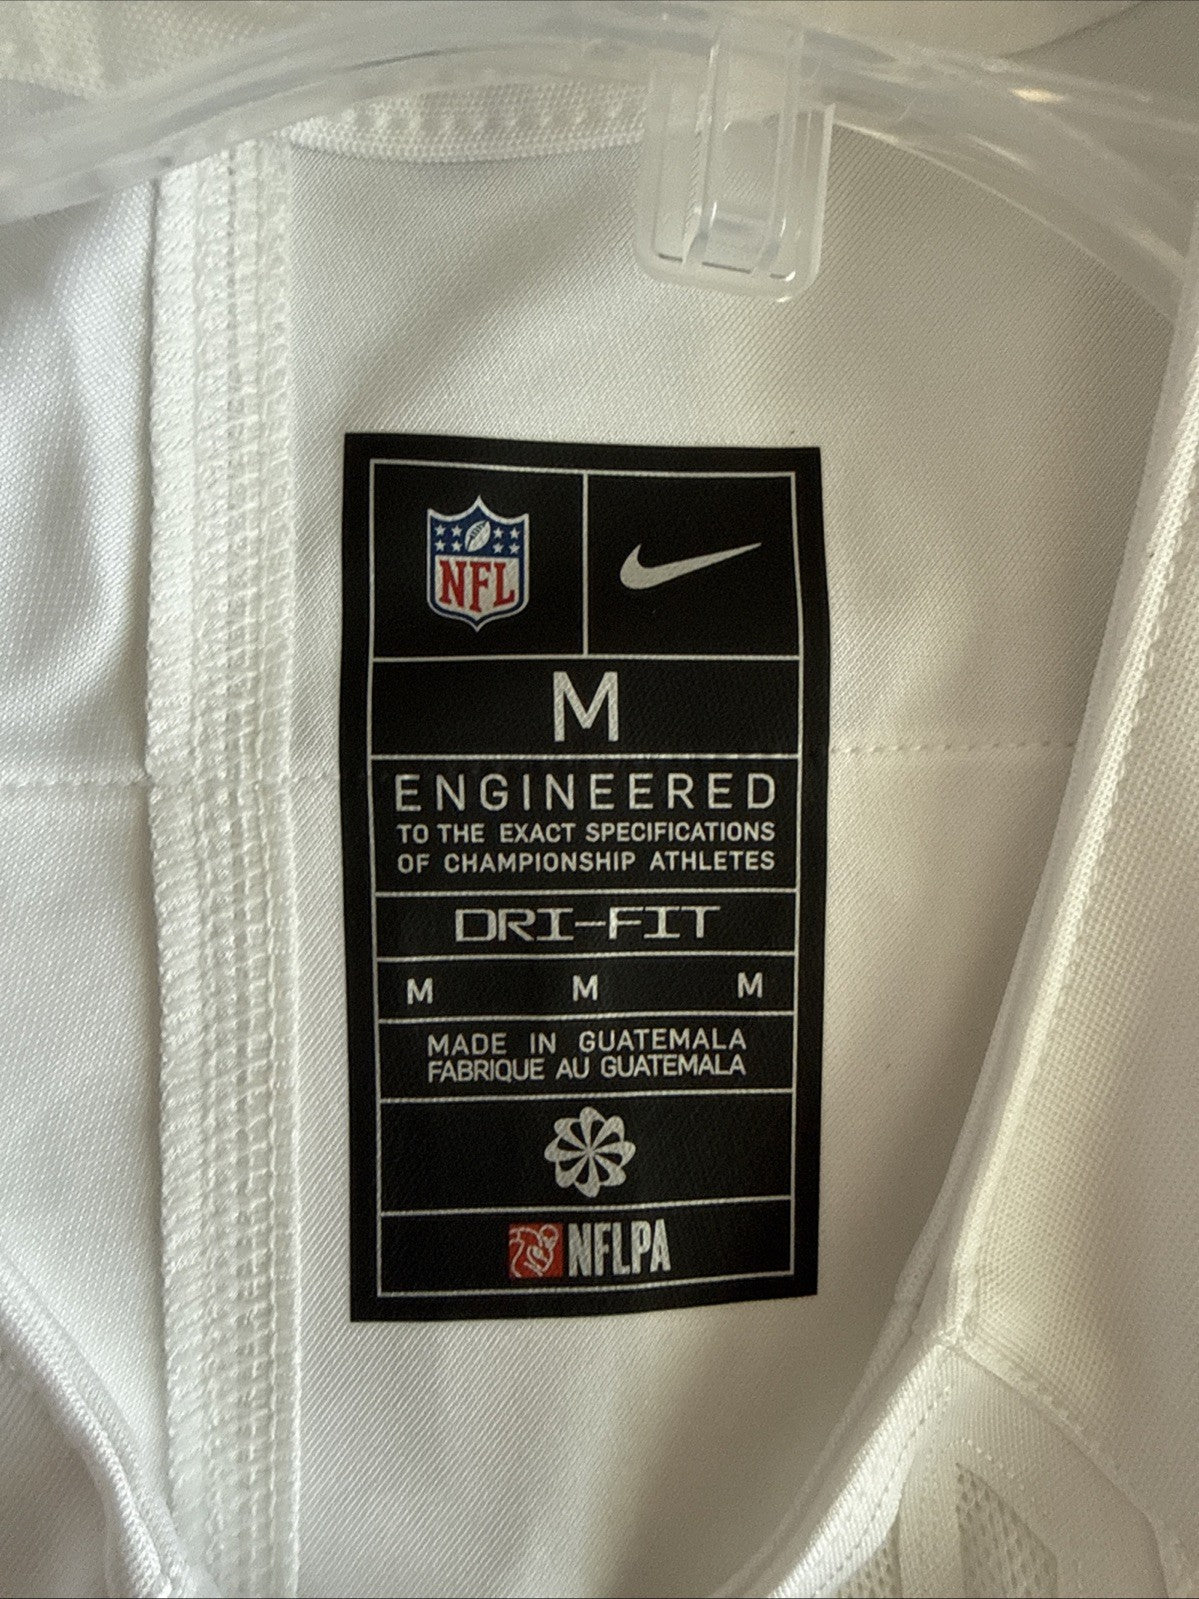 NFL
M
ENGINEERED
TO THE EXACT SPECIFICATIONS
OF CHAMPIONSHIP ATHLETES
DRI-FIT
M M M
MADE IN GUATEMALA
FABRIQUE AU GUATEMALA
NFLPA